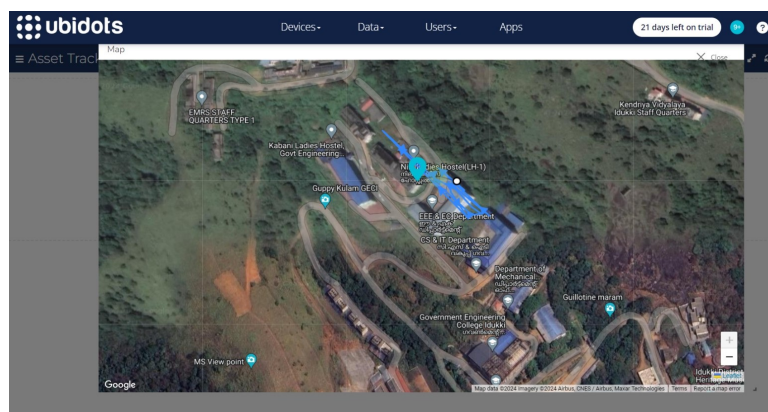 ubidots
Devices
Data
Users
Apps
21 days left on trial
9+
?
Asset Track
Map
Close
EMRS STAFF
QUARTERS TYPE 1
Kendriya Vidyalaya
Idukki Staff Quarters
Kabani Ladies Hostel,
Govt Engineering...
Hostel(LH-1)
Guppy Kulam GECI
EEE & EC Department
CS & IT Department
Department of
Mechanical...
Guillotine maram
Government Engineering
College Idukki
MS View point
Idukki District
Google
Map data ©2024 Imagery ©2024 Airbus, CNES / Airbus, Maxar Technologies
Terms
Report a map error